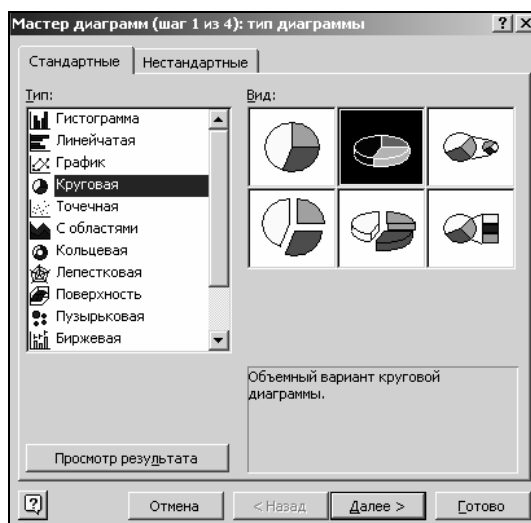 Мастер диаграмм (шаг 1 из 4): тип диаграммы
Стандартные Нестандартные
Тип:
Гистограмма
Линейчатая
График
Круговая
Точечная
С областями
Кольцевая
Лепестковая
Поверхность
Пузырьковая
Биржевая
Вид:
Объемный вариант круговой
диаграммы.
Просмотр результата
Отмена < Назад Далее > Готово